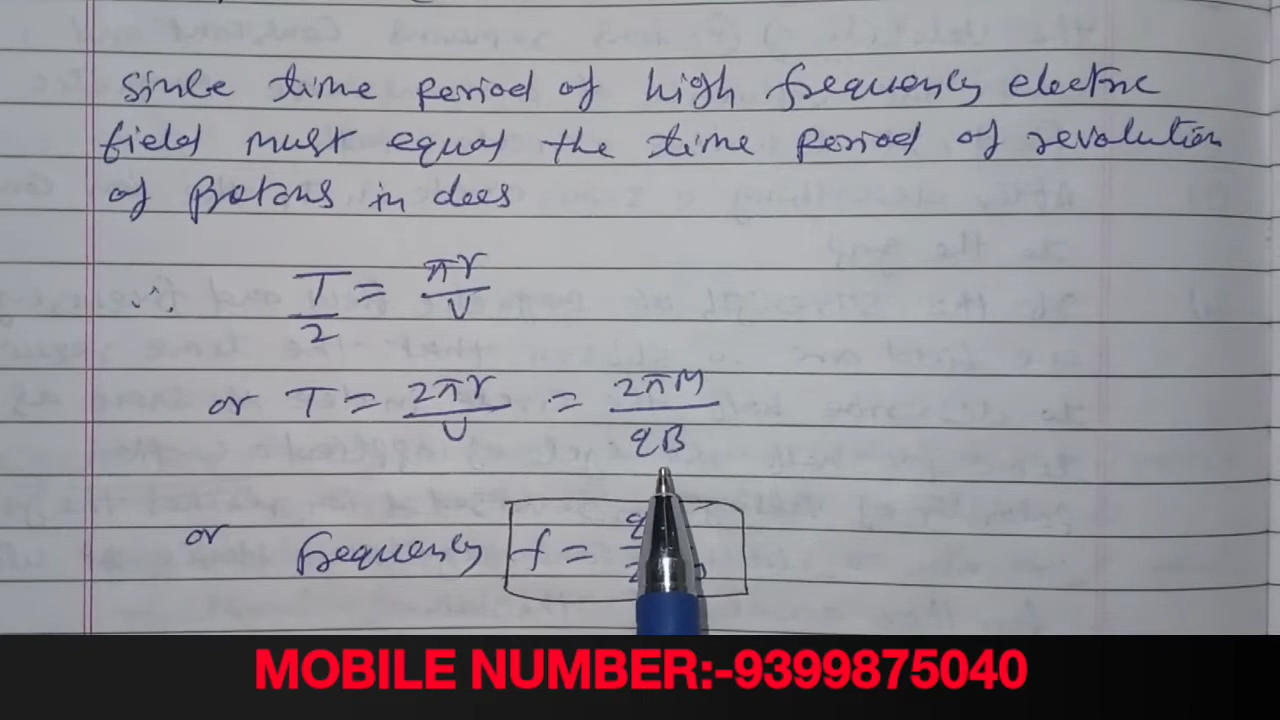 Since time period of high frequency electric
field must equal the time period of revolution
of Protons in dees
∴ T/2 = πr/v
or T = 2πr/v = 2πM/qB
or frequency f =
MOBILE NUMBER:-9399875040